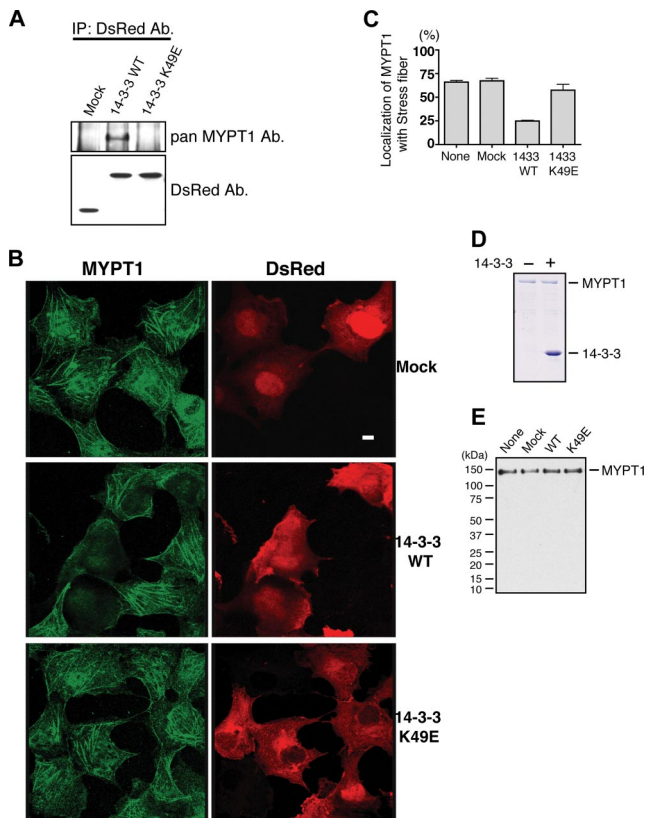 A
IP: DsRed Ab.
Mock
14-3-3 WT
14-3-3 K49E
pan MYPT1 Ab.
DsRed Ab.
B
MYPT1
DsRed
Mock
14-3-3
WT
14-3-3
K49E
C
(%)
Localization of MYPT1
with Stress fiber
100
75
50
25
0
None
Mock
1433
WT
1433
K49E
D
14-3-3
− +
MYPT1
14-3-3
E
None
Mock
WT
K49E
(kDa)
150
100
75
50
37
25
20
15
10
MYPT1